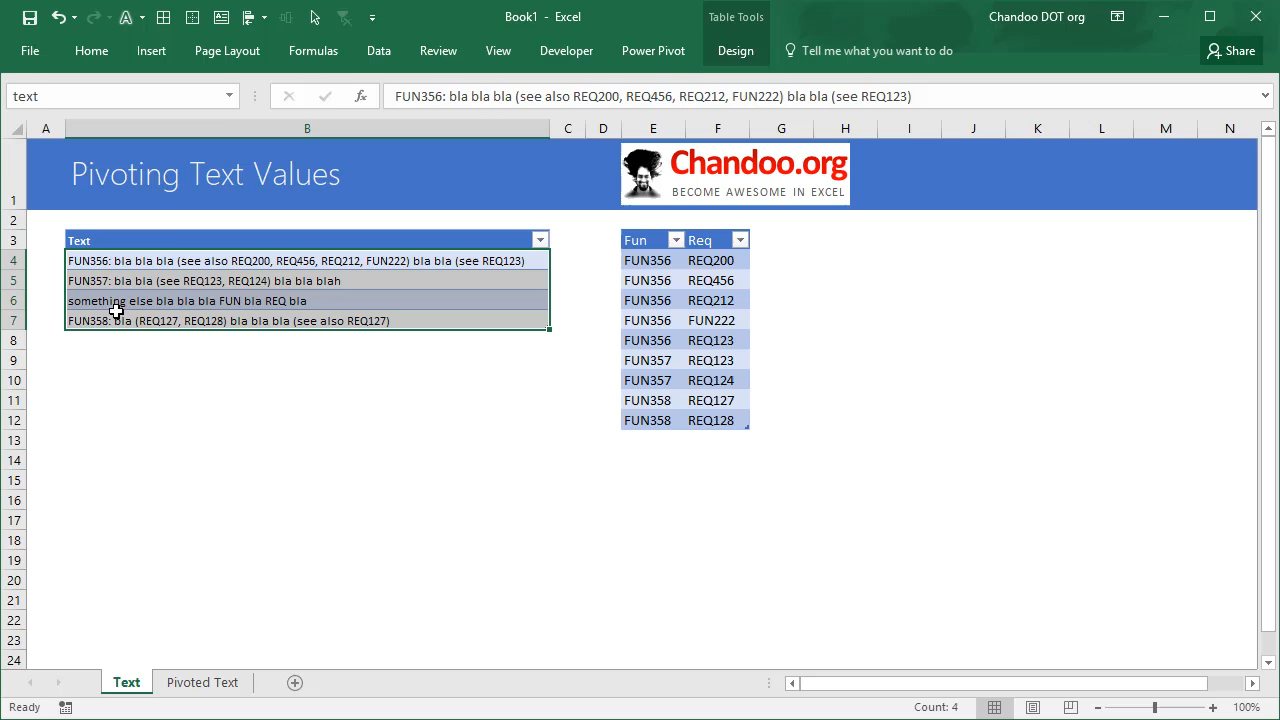 Book1 - Excel
Table Tools
Chandoo DOT org
File Home Insert Page Layout Formulas Data Review View Developer Power Pivot Design Tell me what you want to do Share
text fx FUN356: bla bla bla (see also REQ200, REQ456, REQ212, FUN222) bla bla (see REQ123)
A B C D E F G H I J K L M N
1 Pivoting Text Values Chandoo.org
BECOME AWESOME IN EXCEL
2
3 Text Fun Req
4 FUN356: bla bla bla (see also REQ200, REQ456, REQ212, FUN222) bla bla (see REQ123) FUN356 REQ200
5 FUN357: bla bla (see REQ123, REQ124) bla bla blah FUN356 REQ456
6 something else bla bla bla FUN bla REQ bla FUN356 REQ212
7 FUN358: bla (REQ127, REQ128) bla bla bla (see also REQ127) FUN356 FUN222
8 FUN356 REQ123
9 FUN357 REQ123
10 FUN357 REQ124
11 FUN358 REQ127
12 FUN358 REQ128
13
14
15
16
17
18
19
20
21
22
23
24
Text Pivoted Text
Ready Count: 4 100%